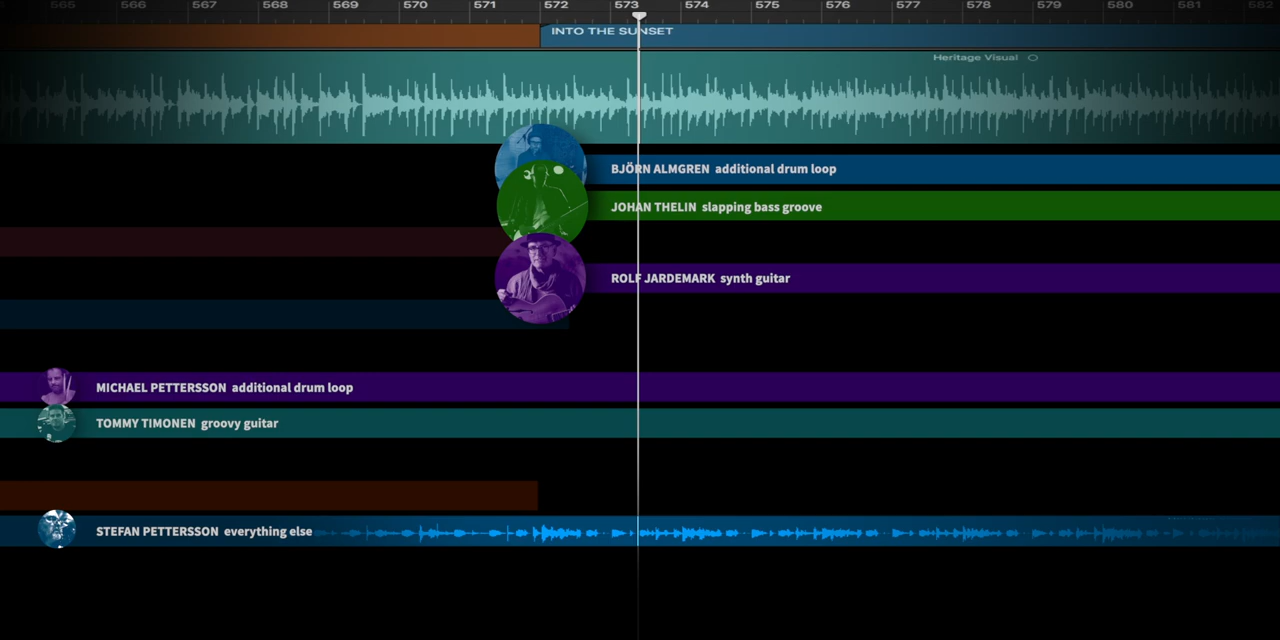 565 566 567 568 569 570 571 572 573 574 575 576 577 578 579 580 581 582
INTO THE SUNSET
Heritage Visual
BJÖRN ALMGREN additional drum loop
JOHAN THELIN slapping bass groove
ROLF JARDEMARK synth guitar
MICHAEL PETTERSSON additional drum loop
TOMMY TIMONEN groovy guitar
STEFAN PETTERSSON everything else